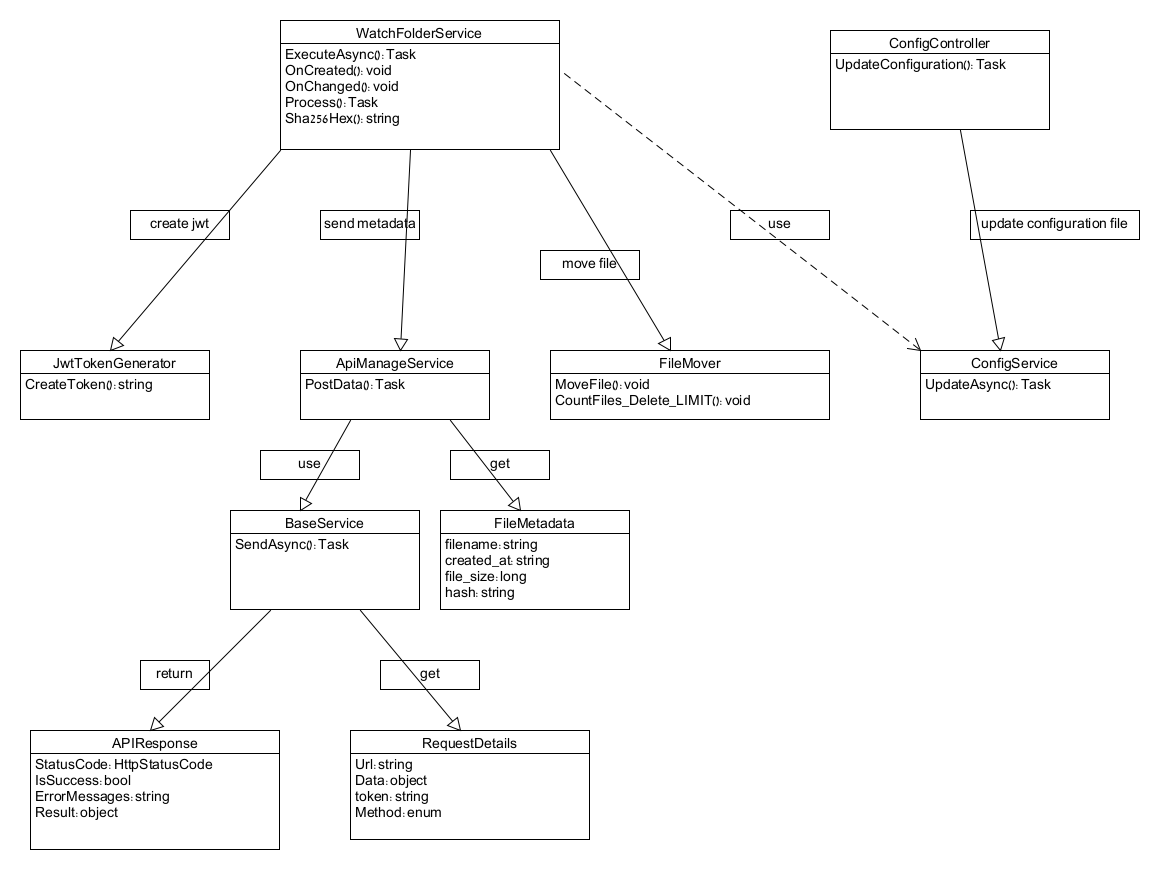 WatchFolderService
ExecuteAsync(): Task
OnCreated(): void
OnChanged(): void
Process(): Task
Sha256Hex(): string
ConfigController
UpdateConfiguration(): Task
create jwt
send metadata
move file
use
update configuration file
JwtTokenGenerator
CreateToken(): string
ApiManageService
PostData(): Task
FileMover
MoveFile(): void
CountFiles_Delete_LIMIT(): void
ConfigService
UpdateAsync(): Task
use
get
BaseService
SendAsync(): Task
FileMetadata
filename: string
created_at: string
file_size: long
hash: string
return
get
APIResponse
StatusCode: HttpStatusCode
IsSuccess: bool
ErrorMessages: string
Result: object
RequestDetails
Url: string
Data: object
token: string
Method: enum